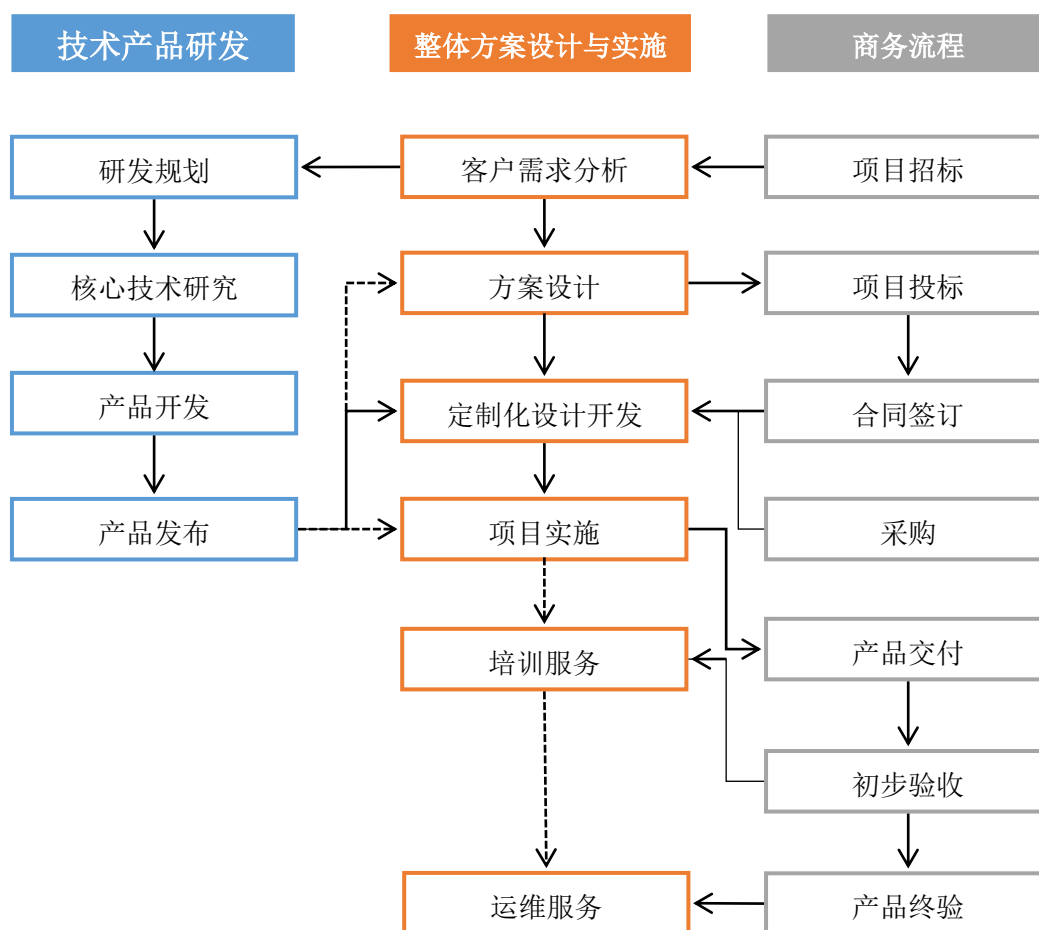 技术产品研发
整体方案设计与实施
商务流程
研发规划
客户需求分析
项目招标
核心技术研究
方案设计
项目投标
产品开发
定制化设计开发
合同签订
产品发布
项目实施
采购
培训服务
产品交付
初步验收
运维服务
产品终验